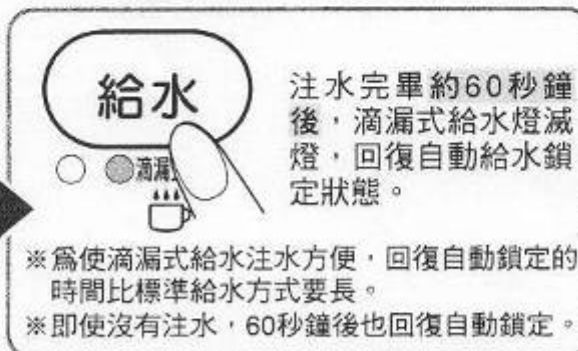 給水
滴漏
注水完畢約60秒鐘
後，滴漏式給水燈滅
燈，回復自動給水鎖
定狀態。
※爲使滴漏式給水注水方便，回復自動鎖定的
時間比標準給水方式要長。
※即使沒有注水，60秒鐘後也回復自動鎖定。